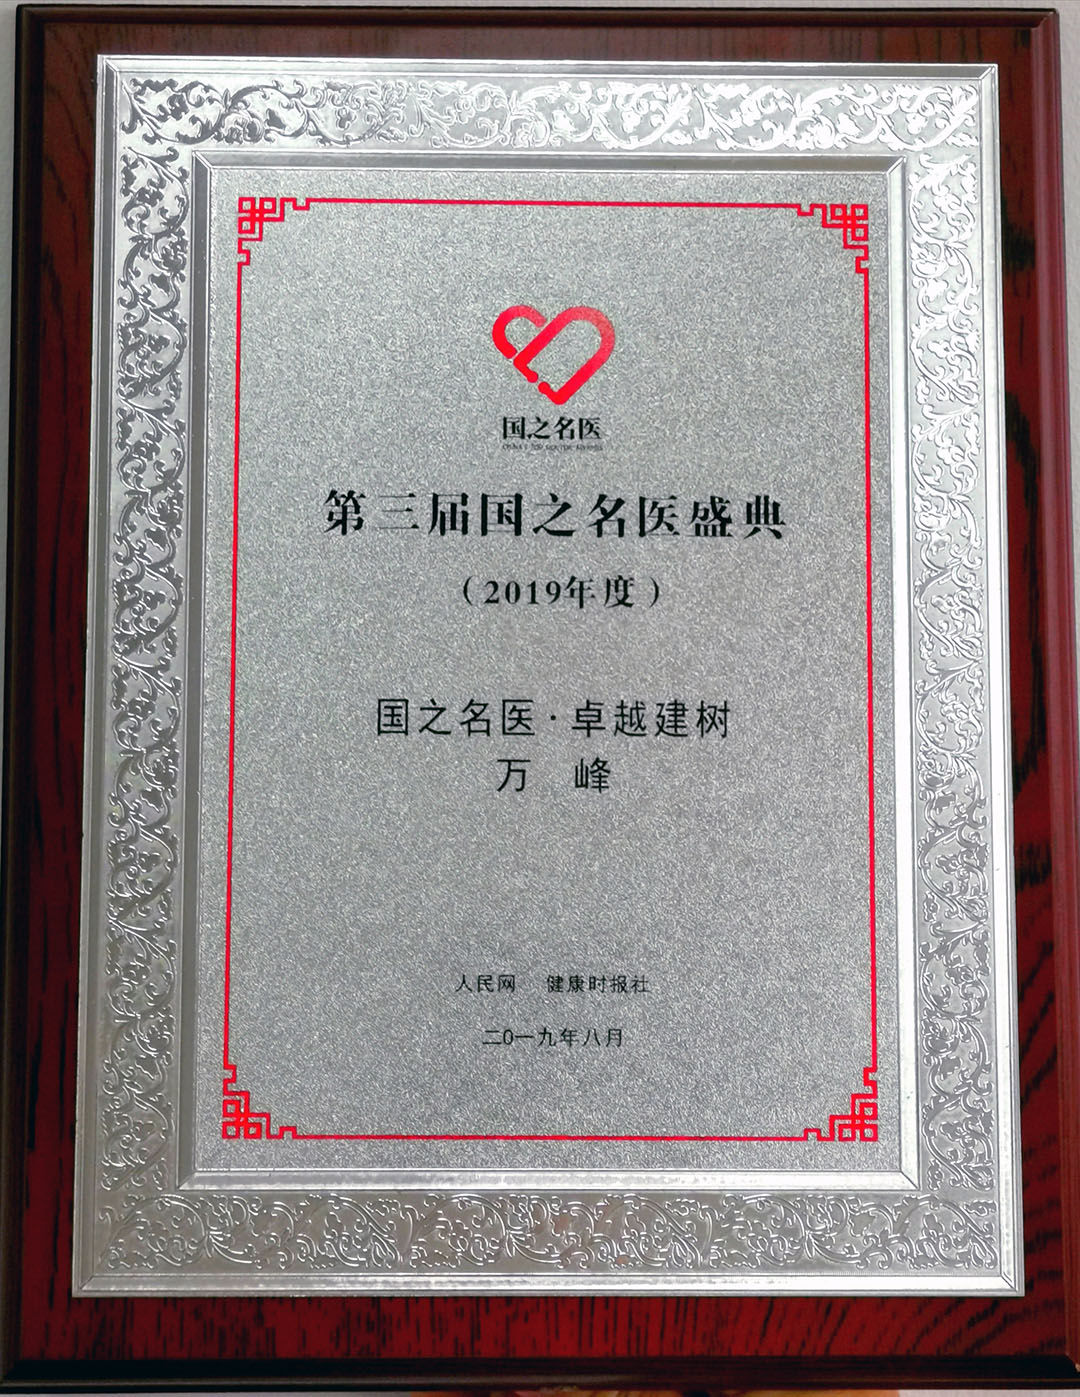 国之名医
第三届国之名医盛典
（2019年度）
国之名医·卓越建树
万 峰
人民网 健康时报社
二〇一九年八月